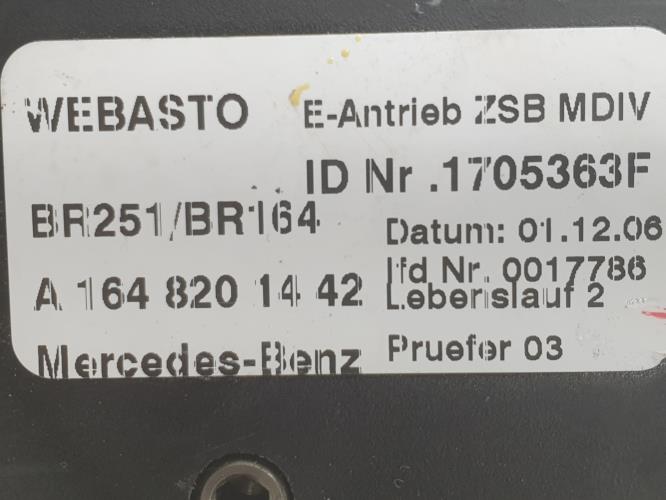 WEBASTO E-Antrieb ZSB MDIV
ID Nr .1705363F
BR251/BR164
Datum: 01.12.06
lfd Nr. 0017786
A 164 820 14 42
Lebenslauf 2
Mercedes-Benz
Pruefer 03